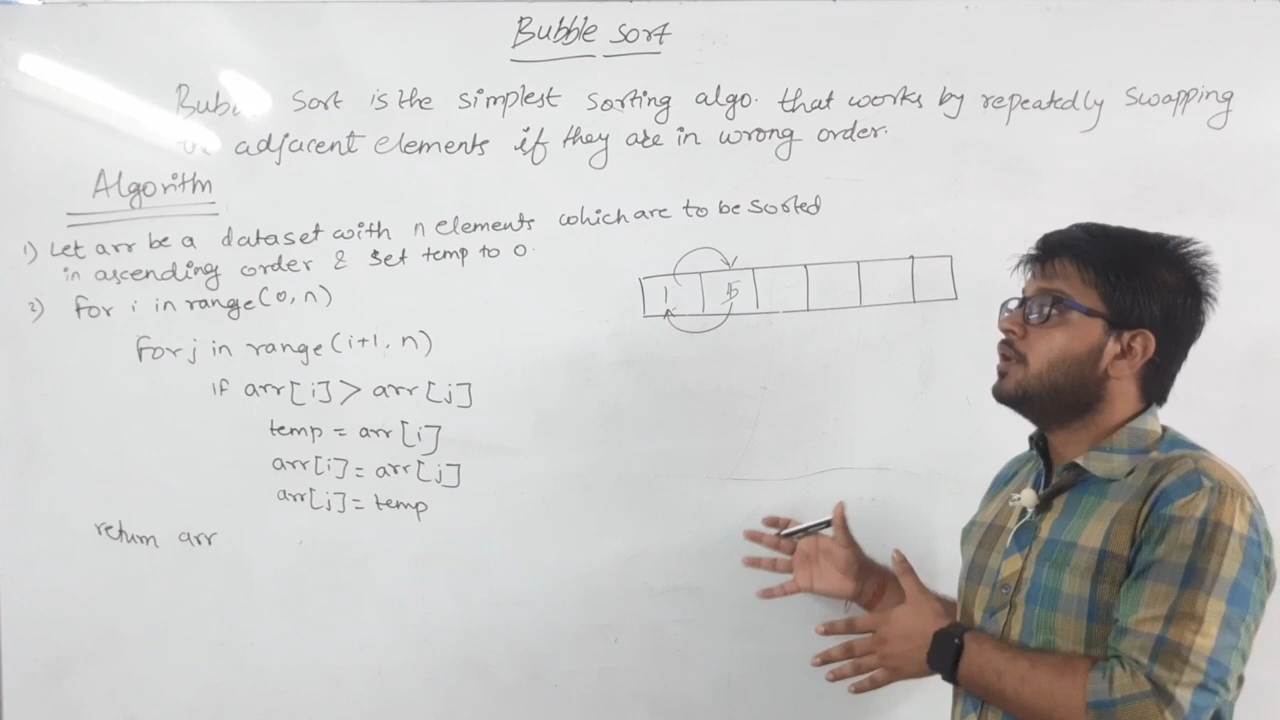 Bubble sort
Sort is the simplest sorting algo. that works by repeatedly swapping
adjacent elements if they are in wrong order.
Algorithm
1) Let arr be a dataset with n elements which are to be sorted
in ascending order & set temp to 0.
2) for i in range(0, n)
for j in range(i+1, n)
if arr[i] > arr[j]
temp = arr[i]
arr[i] = arr[j]
arr[j] = temp
return arr
1 5